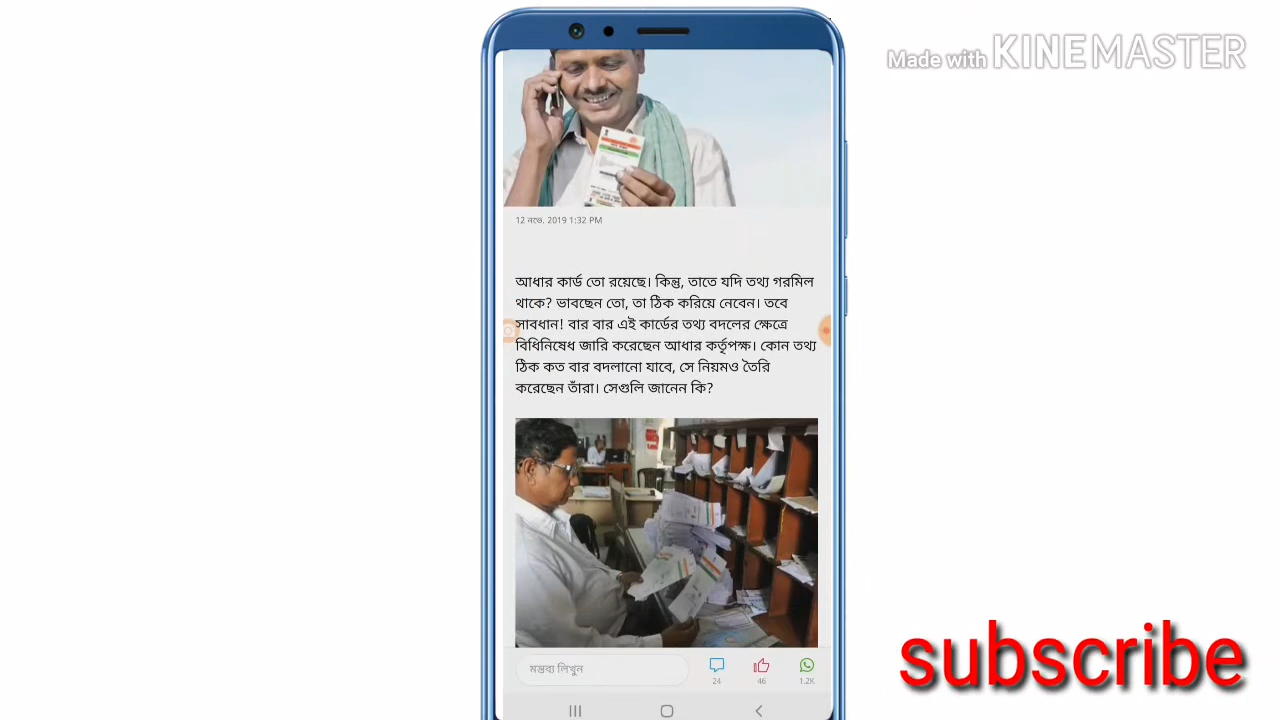 Made with KINEMASTER
12 নভে. 2019 1:32 PM
আধার কার্ড তো রয়েছে। কিন্তু, তাতে যদি তথ্য গরমিল
থাকে? ভাবছেন তো, তা ঠিক করিয়ে নেবেন। তবে
সাবধান! বার বার এই কার্ডের তথ্য বদলের ক্ষেত্রে
বিধিনিষেধ জারি করেছেন আধার কর্তৃপক্ষ। কোন তথ্য
ঠিক কত বার বদলানো যাবে, সে নিয়মও তৈরি
করেছেন তাঁরা। সেগুলি জানেন কি?
মন্তব্য লিখুন
24
46
1.2K
subscribe